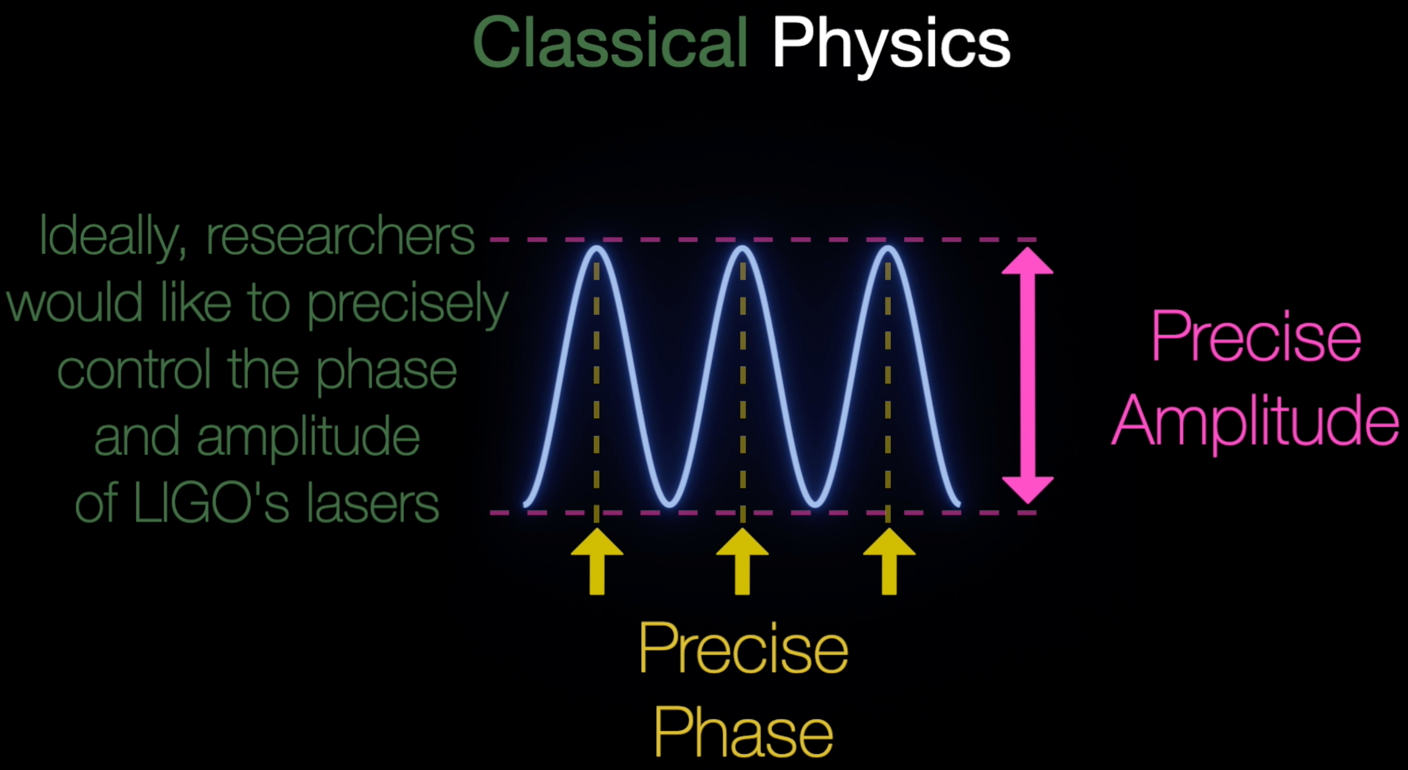 Classical Physics
Ideally, researchers
would like to precisely
control the phase
and amplitude
of LIGO's lasers
Precise
Amplitude
Precise
Phase